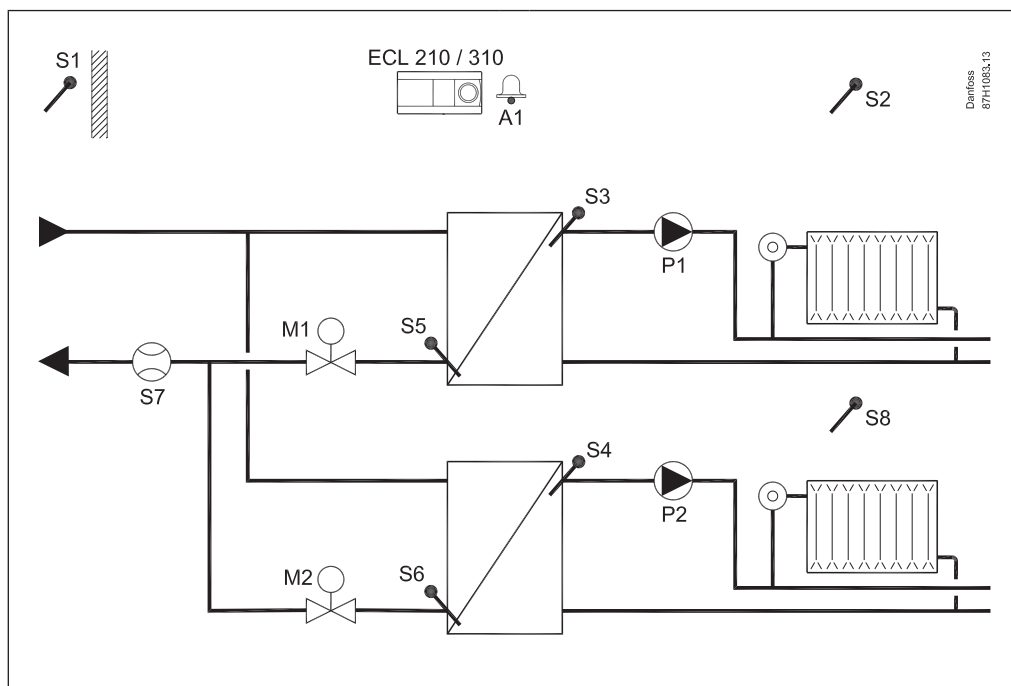 S1
ECL 210 / 310
A1
S2
Danfoss
87H1083.13
S3
P1
M1
S5
S7
S8
S4
P2
M2
S6